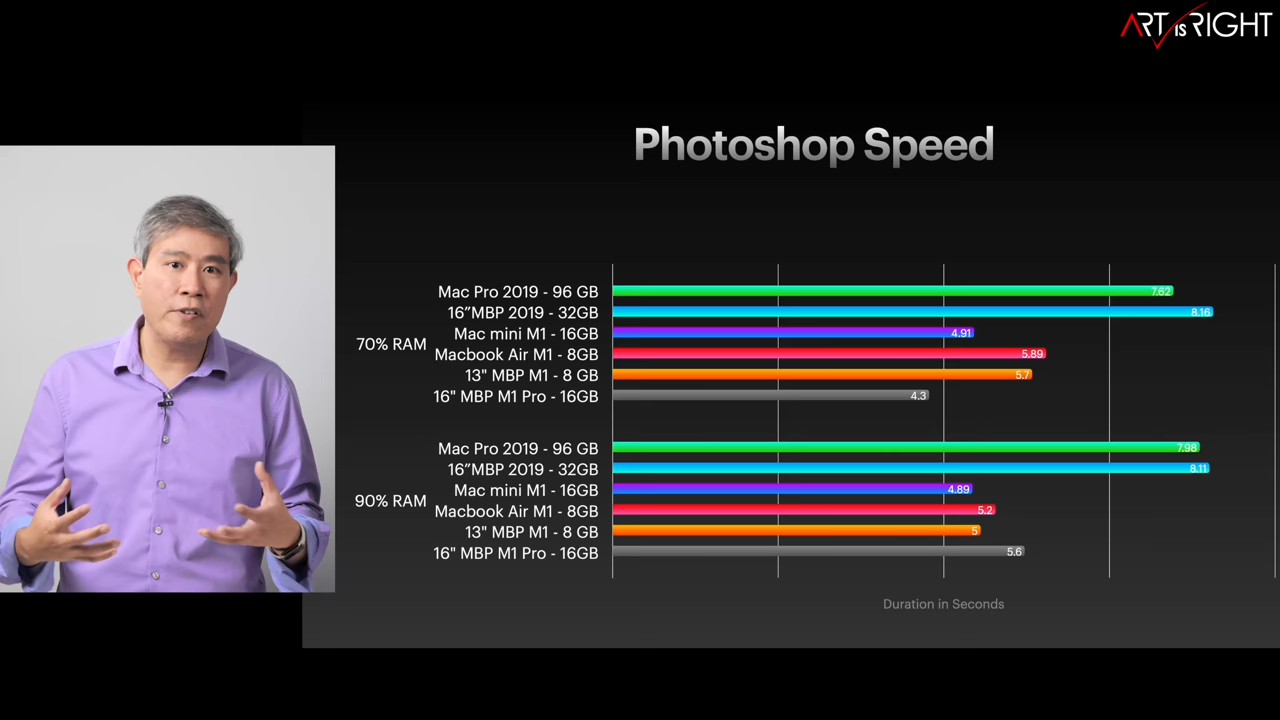 ART iS RIGHT
Photoshop Speed
70% RAM
Mac Pro 2019 - 96 GB 7.62
16″MBP 2019 - 32GB 8.16
Mac mini M1 - 16GB 4.91
Macbook Air M1 - 8GB 5.89
13" MBP M1 - 8 GB 5.7
16" MBP M1 Pro - 16GB 4.3
90% RAM
Mac Pro 2019 - 96 GB 7.98
16″MBP 2019 - 32GB 8.11
Mac mini M1 - 16GB 4.89
Macbook Air M1 - 8GB 5.2
13" MBP M1 - 8 GB 5
16" MBP M1 Pro - 16GB 5.6
Duration in Seconds